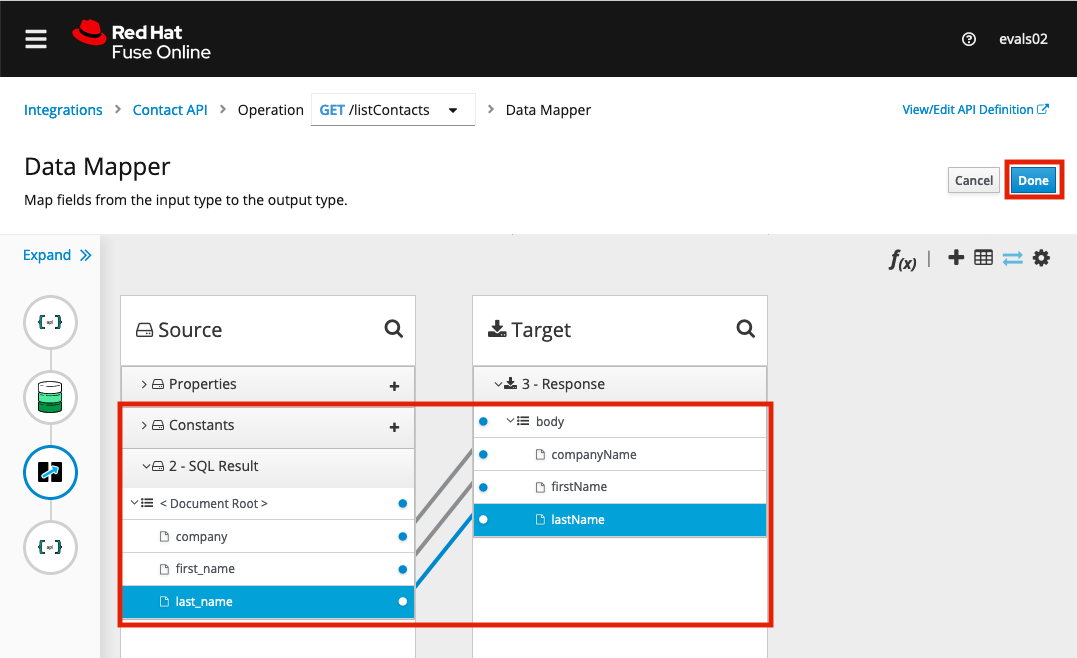 Red Hat
Fuse Online
evals02
Integrations > Contact API > Operation GET /listContacts > Data Mapper
View/Edit API Definition
Data Mapper
Map fields from the input type to the output type.
Cancel
Done
Expand
f(x)
Source
Properties
Constants
2 - SQL Result
< Document Root >
company
first_name
last_name
Target
3 - Response
body
companyName
firstName
lastName